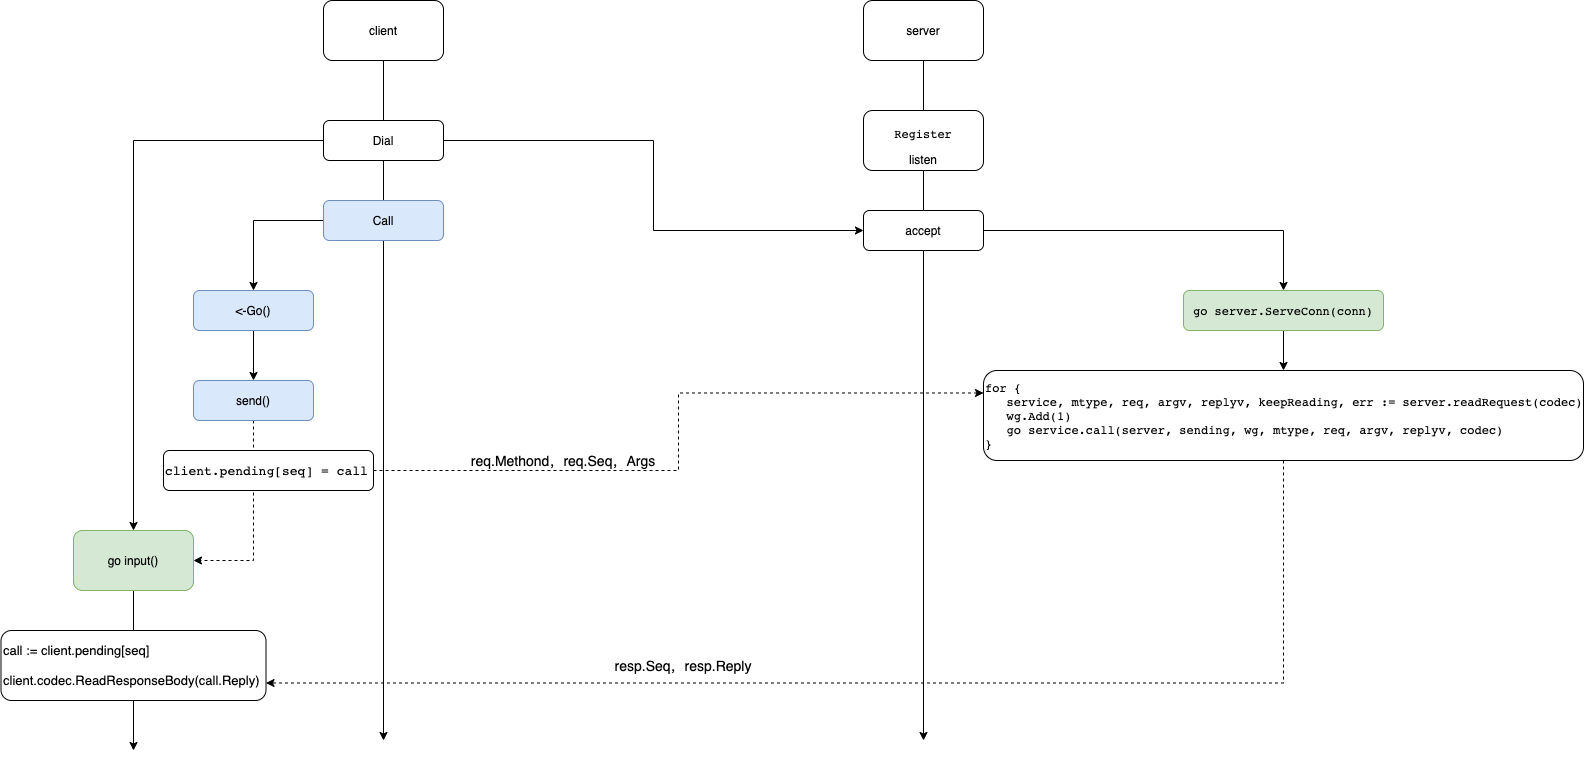 client
server
Dial
Register
listen
Call
accept
<-Go()
go server.ServeConn(conn)
send()
for {
service, mtype, req, argv, replyv, keepReading, err := server.readRequest(codec)
wg.Add(1)
go service.call(server, sending, wg, mtype, req, argv, replyv, codec)
}
client.pending[seq] = call
req.Methond，req.Seq，Args
go input()
call := client.pending[seq]
client.codec.ReadResponseBody(call.Reply)
resp.Seq，resp.Reply